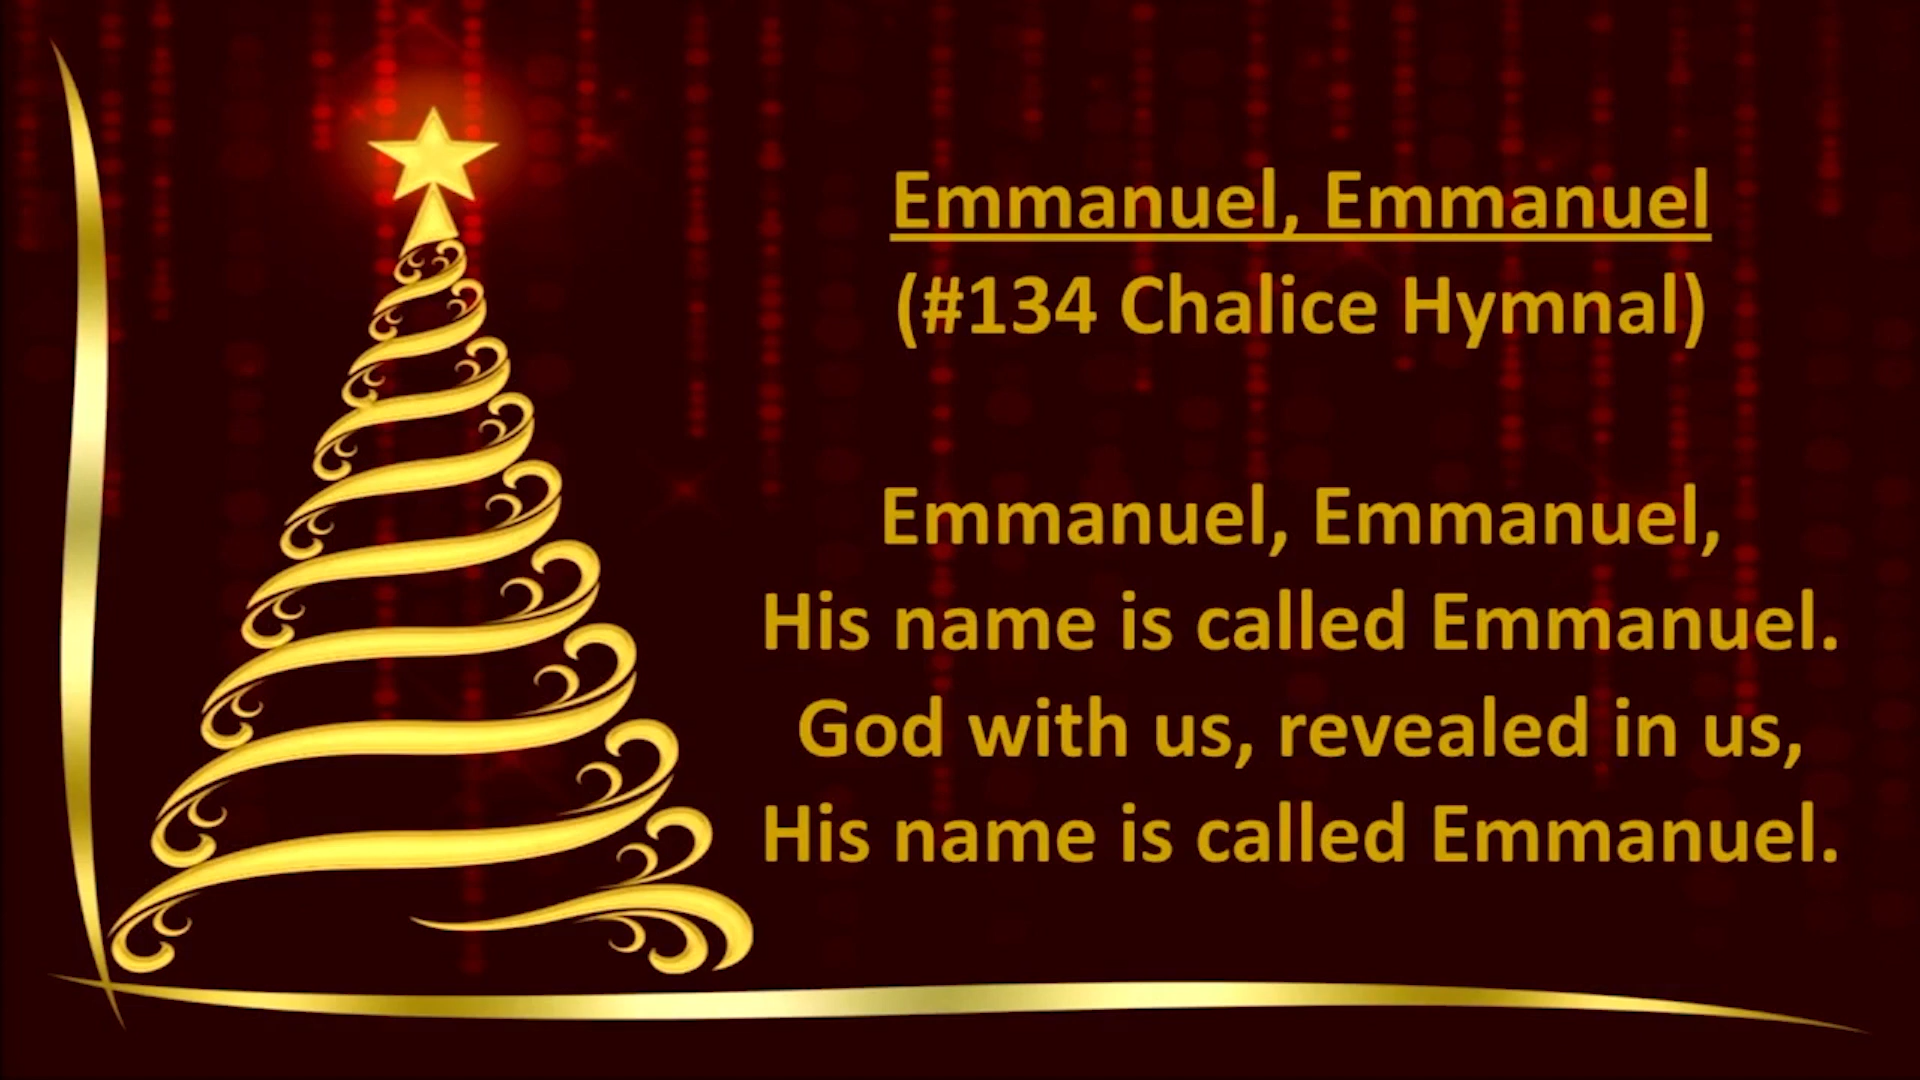 Emmanuel, Emmanuel
(#134 Chalice Hymnal)
Emmanuel, Emmanuel,
His name is called Emmanuel.
God with us, revealed in us,
His name is called Emmanuel.